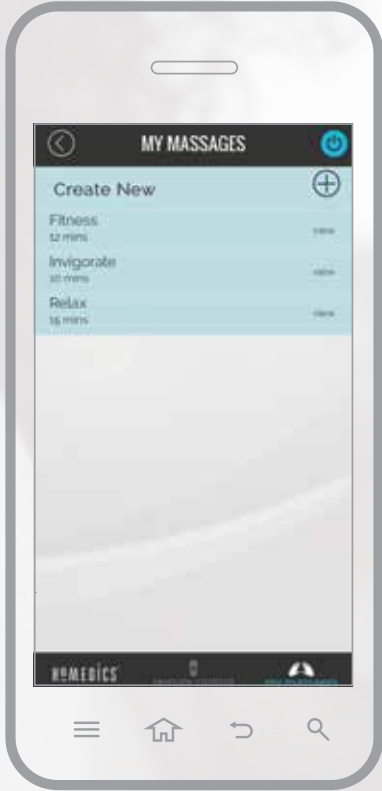 MY MASSAGES
Create New
Fitness
12 mins
Invigorate
10 mins
Relax
15 mins
HOMEDICS